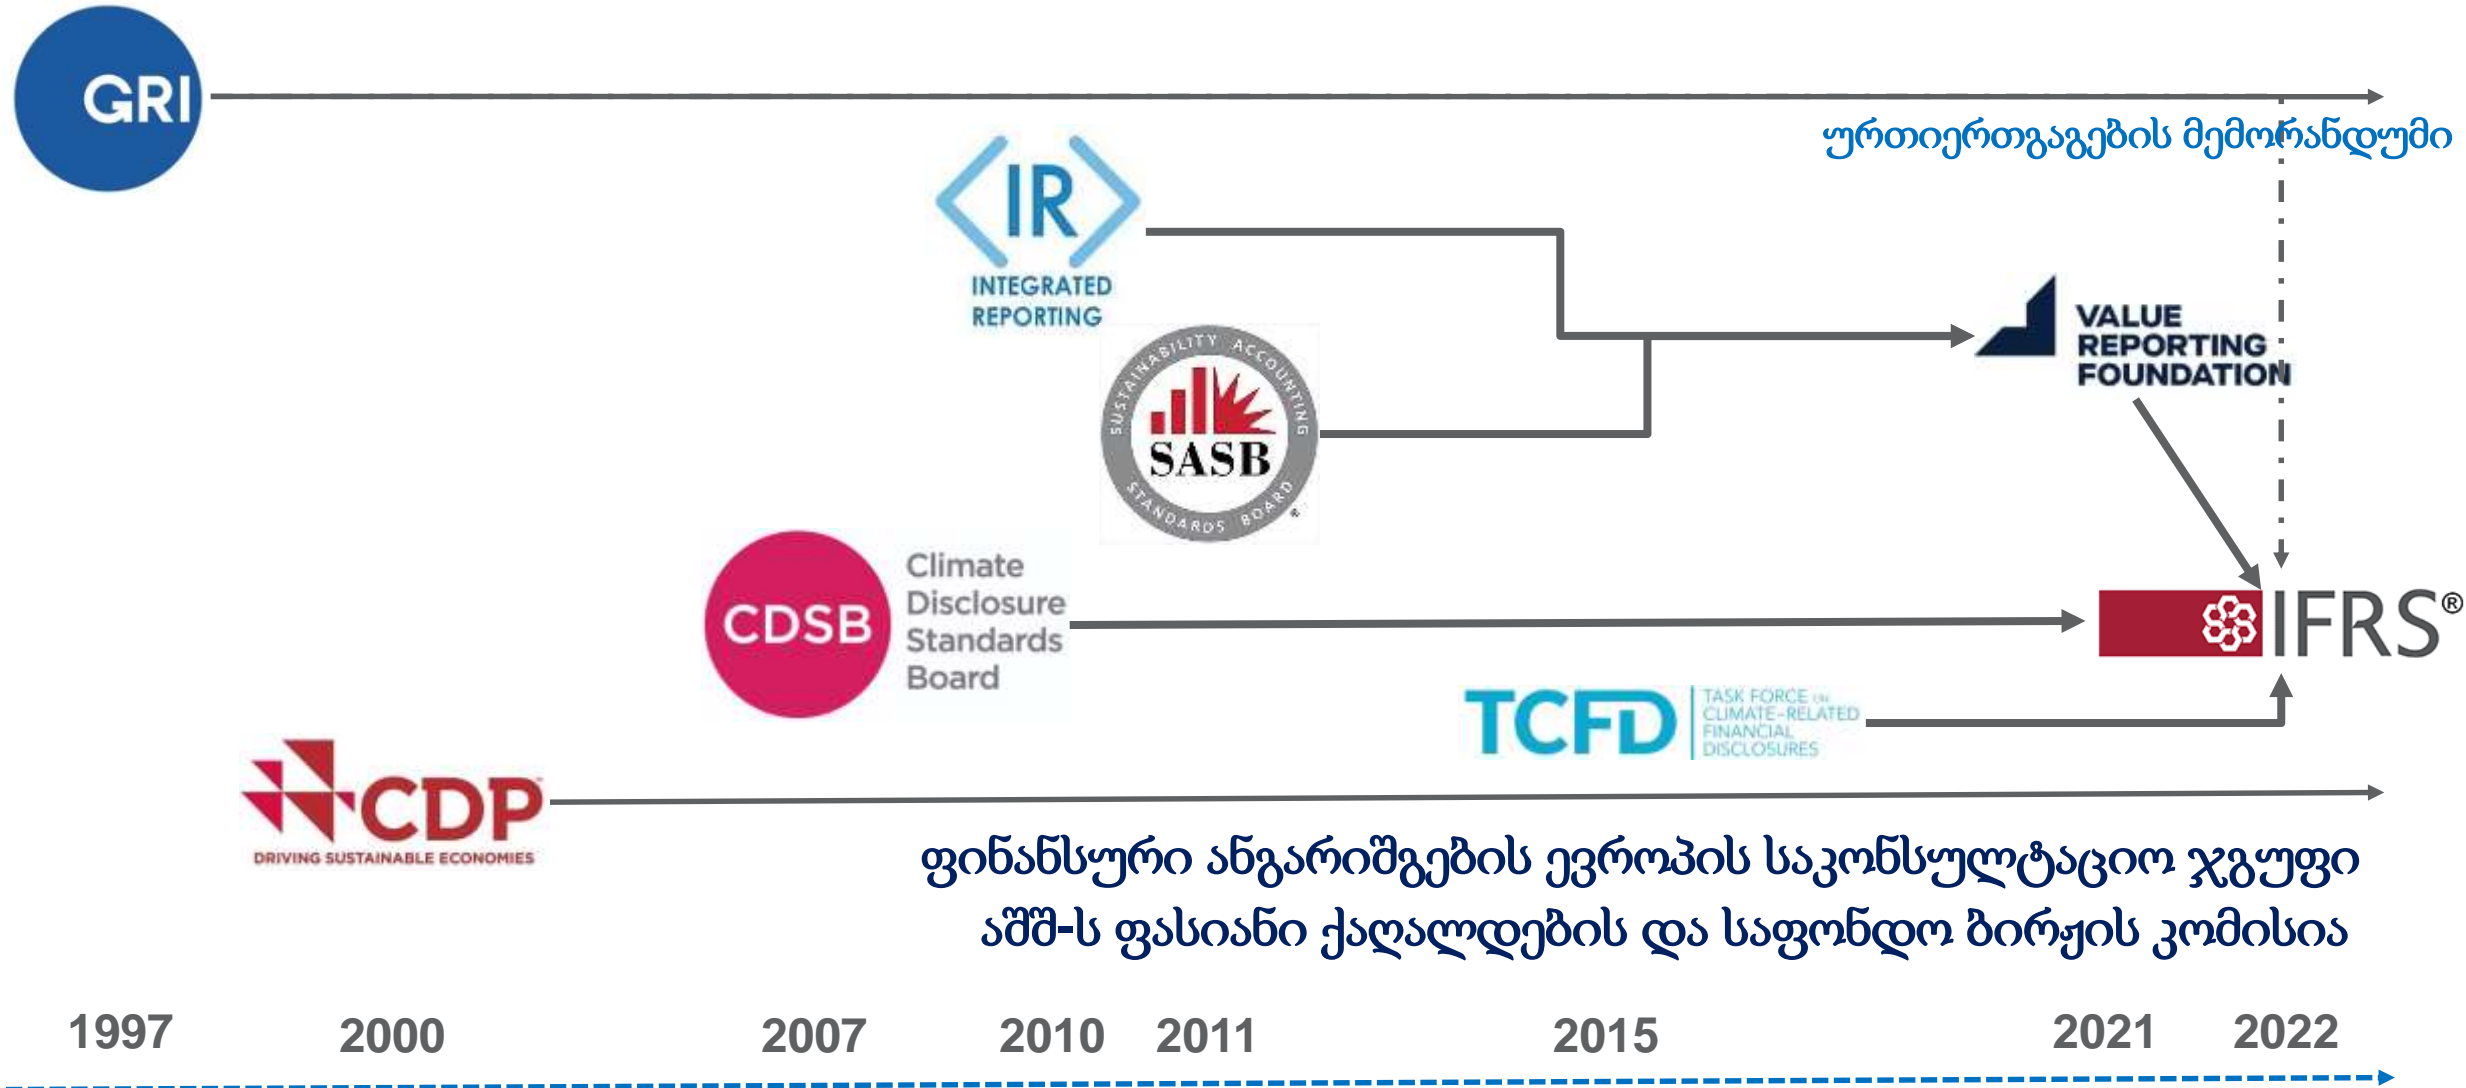 GRI
ურთიერთგაგების მემორანდუმი
IR
INTEGRATED
REPORTING
VALUE
REPORTING
FOUNDATION
SUSTAINABILITY ACCOUNTING
SASB
STANDARDS BOARD ®
CDSB
Climate
Disclosure
Standards
Board
IFRS®
TCFD
TASK FORCE ON
CLIMATE-RELATED
FINANCIAL
DISCLOSURES
CDP
DRIVING SUSTAINABLE ECONOMIES
ფინანსური ანგარიშგების ევროპის საკონსულტაციო ჯგუფი
აშშ-ს ფასიანი ქაღალდების და საფონდო ბირჟის კომისია
1997 2000 2007 2010 2011 2015 2021 2022